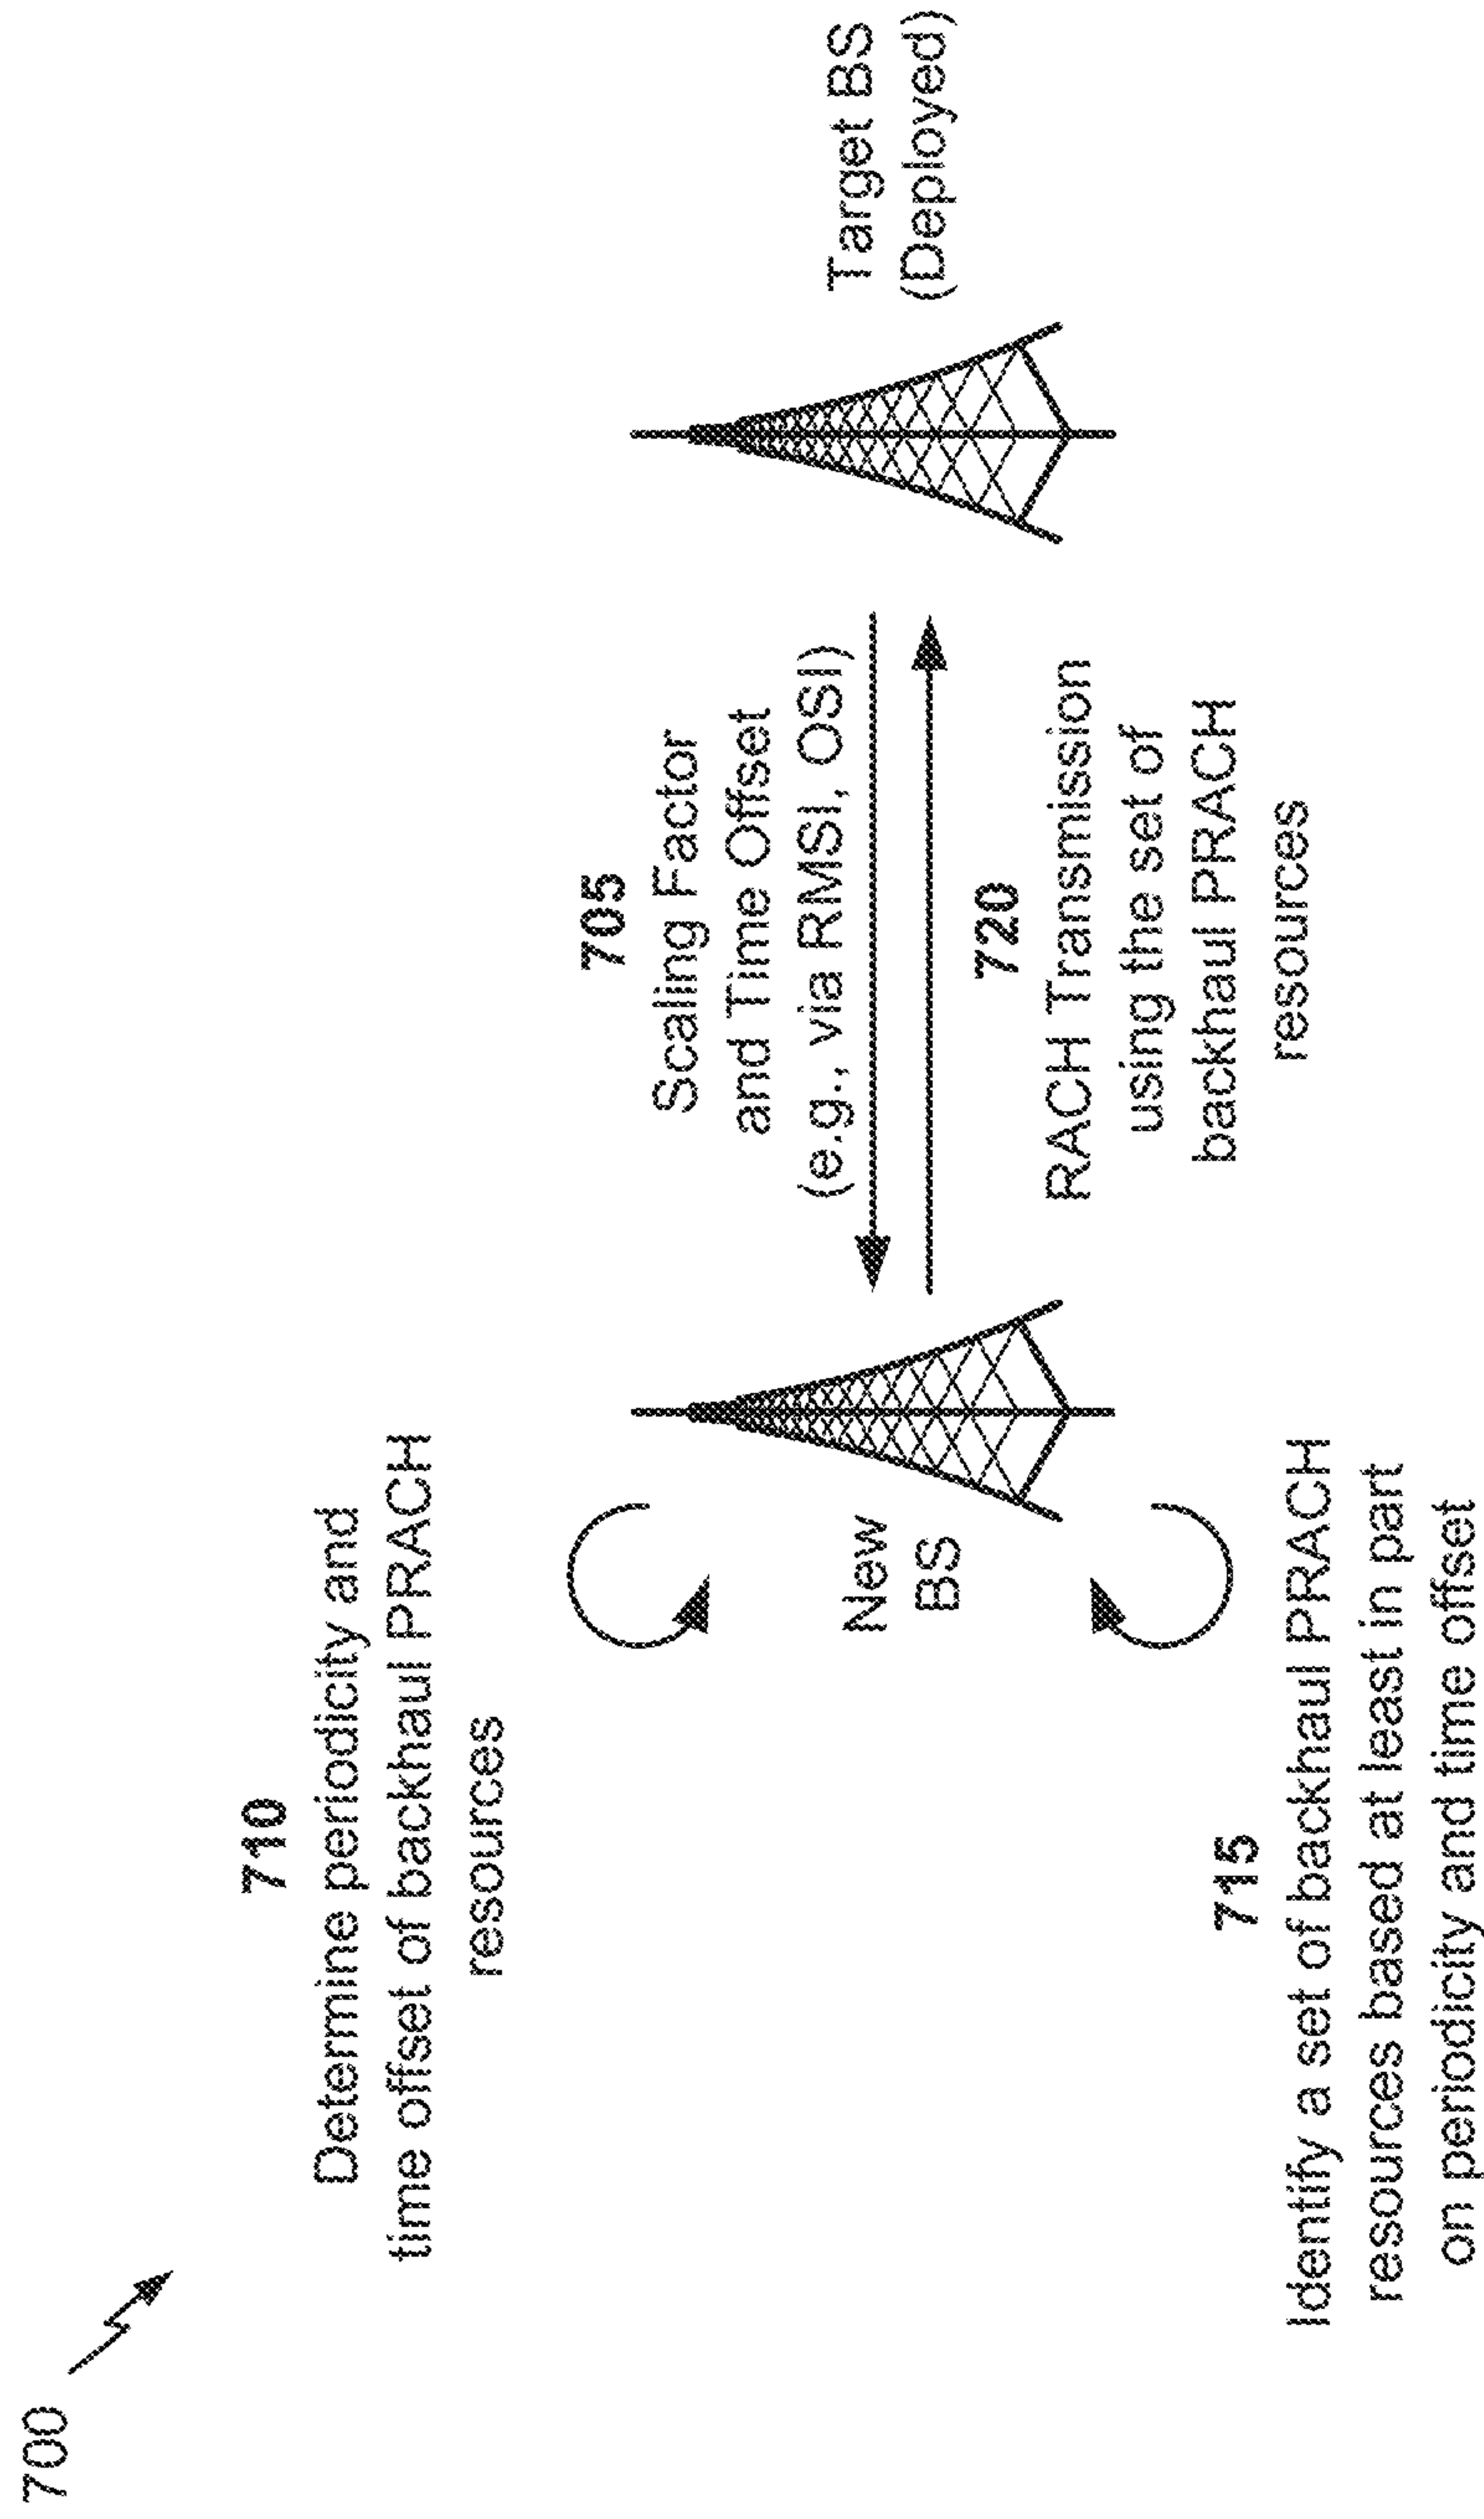 700
710
Determine periodicity and
time offset of backhaul PRACH
resources
705
Scaling Factor
and Time Offset
(e.g., via RMSI, OSI)
New
BS
Target BS
(Deployed)
720
RACH Transmission
using the set of
backhaul PRACH
resources
715
Identify a set of backhaul PRACH
resources based at least in part
on periodicity and time offset